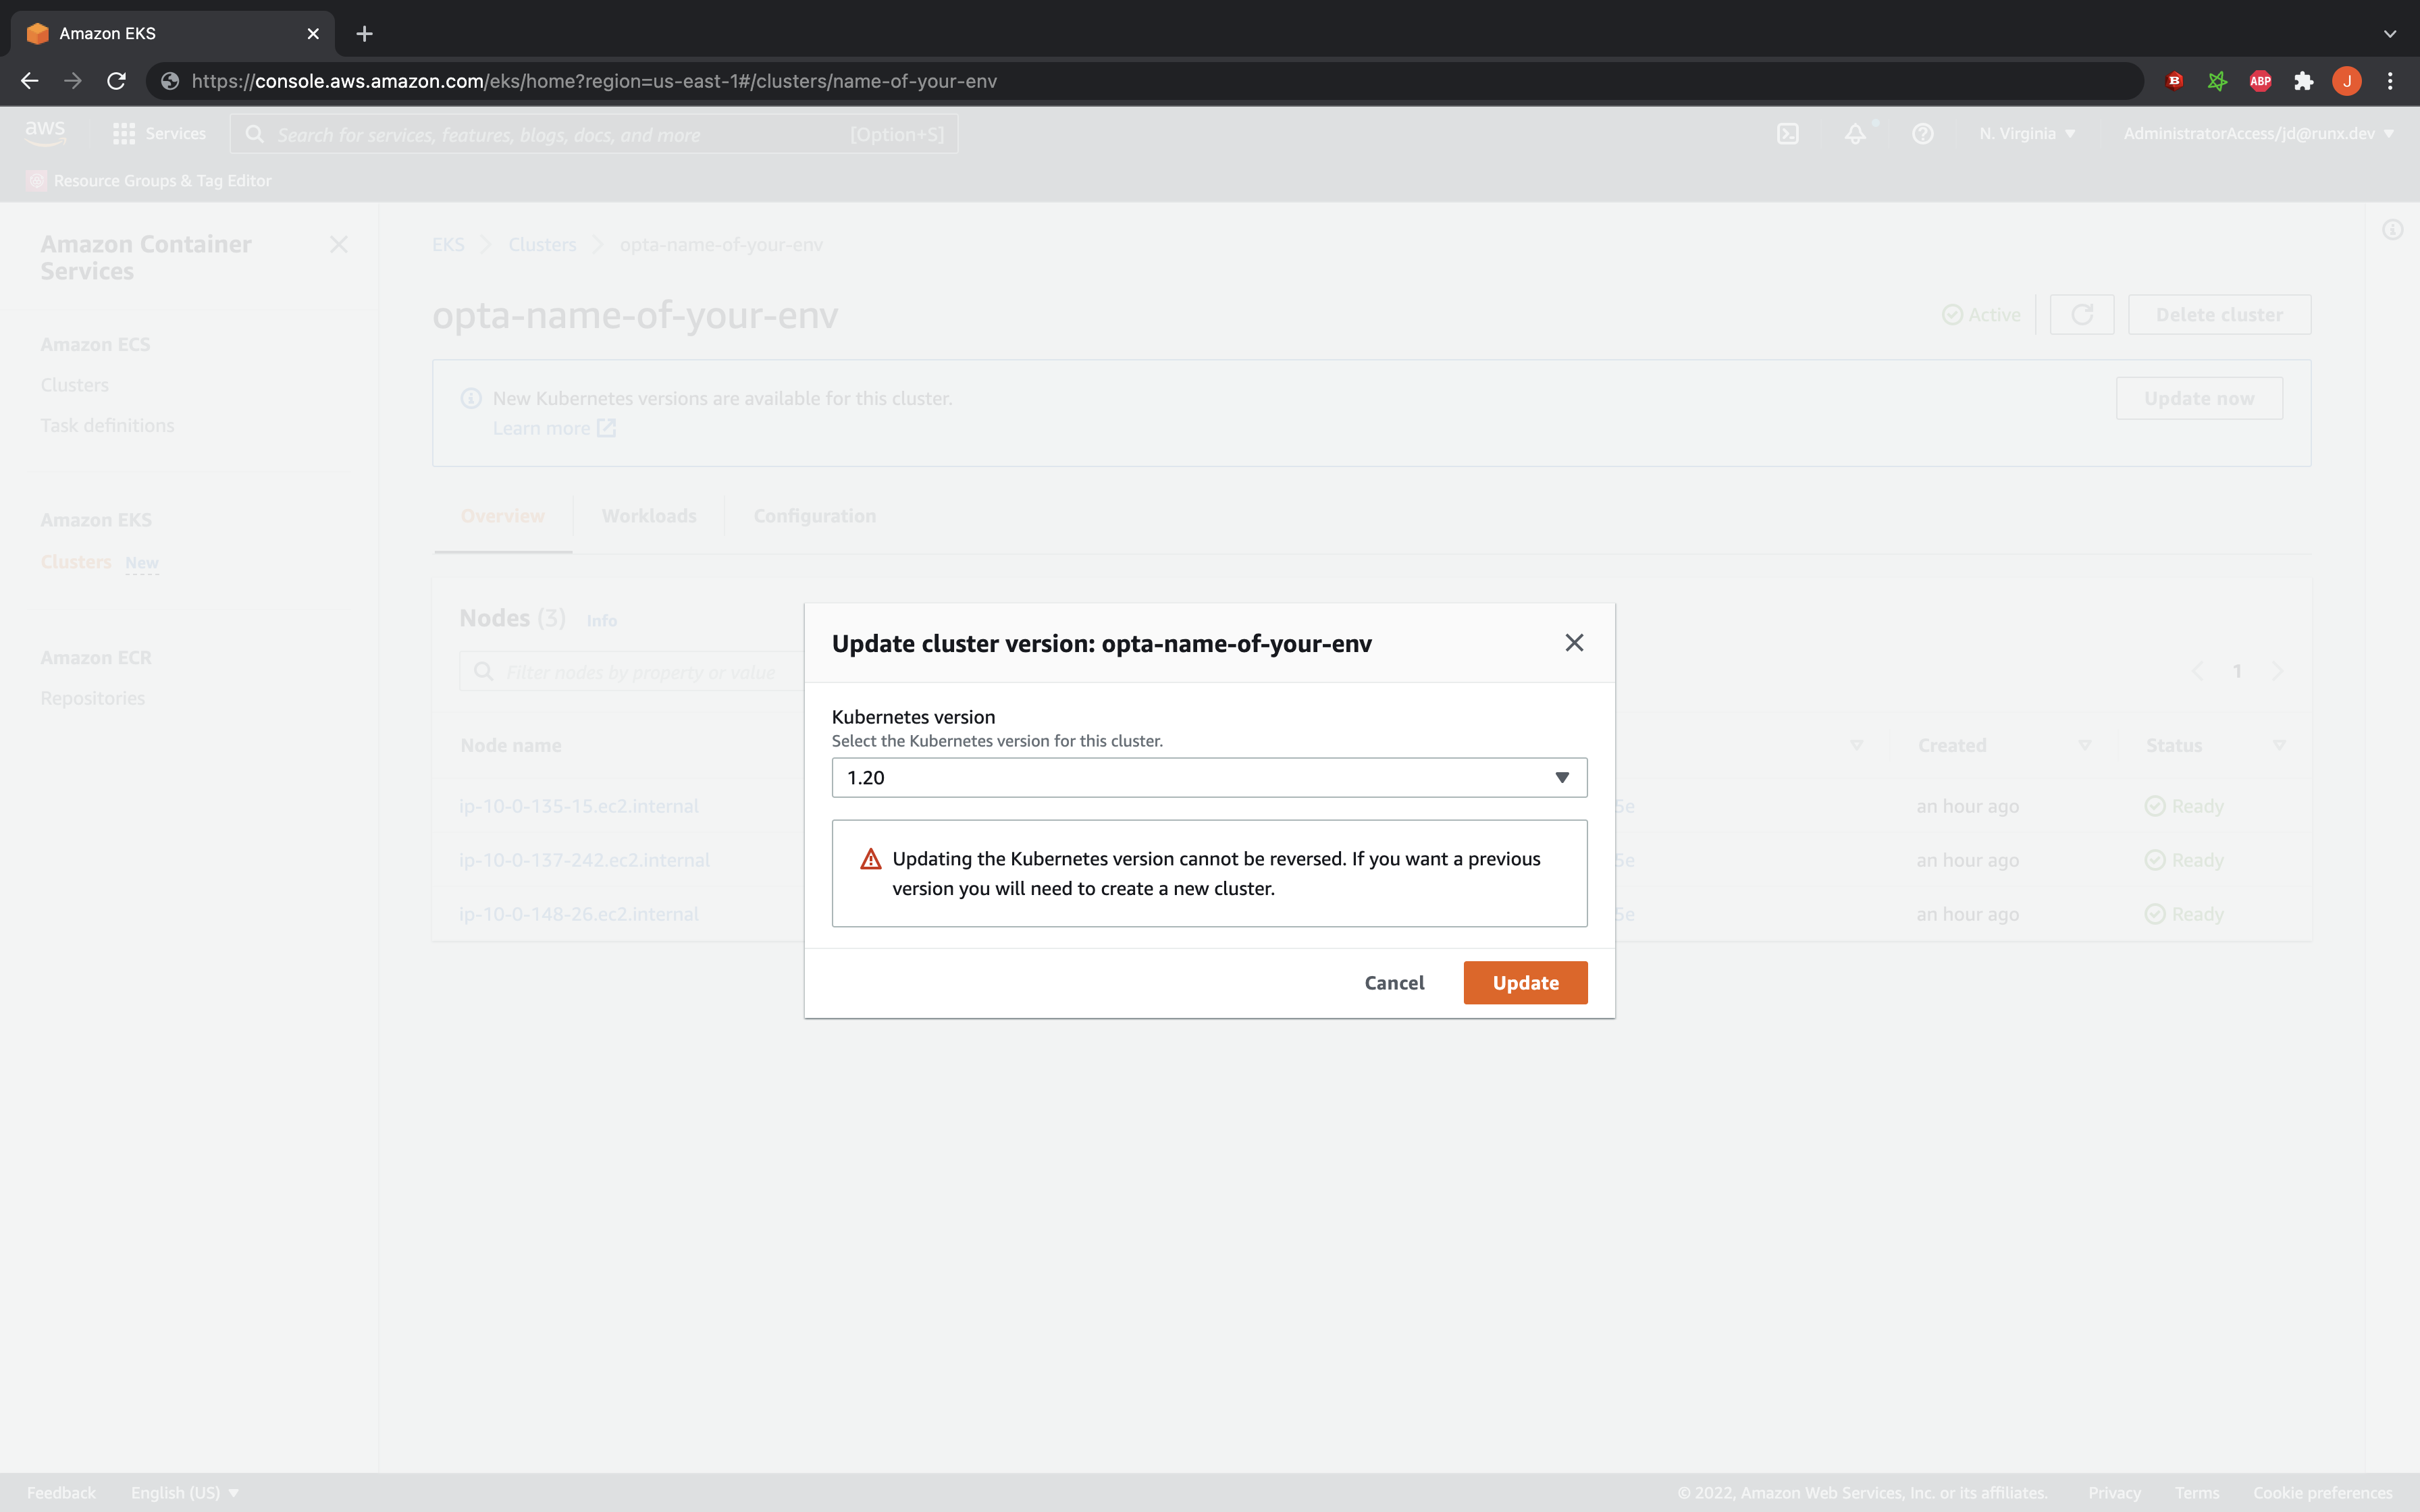 Amazon EKS
https://console.aws.amazon.com/eks/home?region=us-east-1#/clusters/name-of-your-env
ABP
J
aws
Services
Search for services, features, blogs, docs, and more [Option+S]
N. Virginia
AdministratorAccess/jd@runx.dev
Resource Groups & Tag Editor
Amazon Container
Services
Amazon ECS
Clusters
Task definitions
Amazon EKS
Clusters New
Amazon ECR
Repositories
EKS Clusters opta-name-of-your-env
opta-name-of-your-env
Active
Delete cluster
New Kubernetes versions are available for this cluster.
Learn more
Update now
Overview Workloads Configuration
Nodes (3) Info
Filter nodes by property or value
1
Node name Created Status
ip-10-0-135-15.ec2.internal 5e an hour ago Ready
ip-10-0-137-242.ec2.internal 5e an hour ago Ready
ip-10-0-148-26.ec2.internal 5e an hour ago Ready
Update cluster version: opta-name-of-your-env
Kubernetes version
Select the Kubernetes version for this cluster.
1.20
Updating the Kubernetes version cannot be reversed. If you want a previous
version you will need to create a new cluster.
Cancel Update
Feedback English (US) © 2022, Amazon Web Services, Inc. or its affiliates. Privacy Terms Cookie preferences